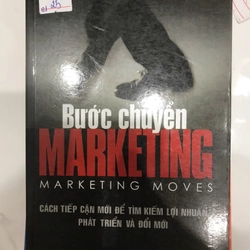 25
Bước chuyển
MARKETING
MARKETING MOVES
CÁCH TIẾP CẬN MỚI ĐỂ TÌM KIẾM LỢI NHUẬN
PHÁT TRIỂN VÀ ĐỔI MỚI